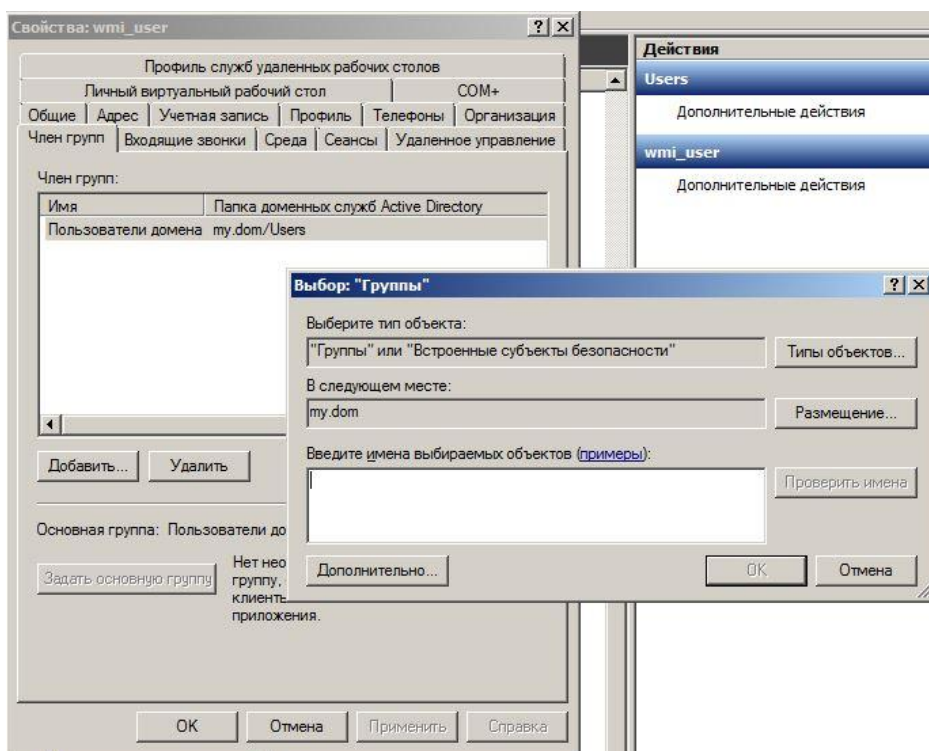 Свойства: wmi_user
Профиль служб удаленных рабочих столов
Личный виртуальный рабочий стол
COM+
Общие
Адрес
Учетная запись
Профиль
Телефоны
Организация
Член групп
Входящие звонки
Среда
Сеансы
Удаленное управление
Член групп:
Имя
Папка доменных служб Active Directory
Пользователи домена
my.dom/Users
Добавить...
Удалить
Основная группа: Пользователи до
Задать основную группу
Нет нео
группу,
клиенть
приложения.
OK
Отмена
Применить
Справка
Выбор: "Группы"
Выберите тип объекта:
"Группы" или "Встроенные субъекты безопасности"
Типы объектов...
В следующем месте:
my.dom
Размещение...
Введите имена выбираемых объектов (примеры):
Проверить имена
Дополнительно...
OK
Отмена
Действия
Users
Дополнительные действия
wmi_user
Дополнительные действия